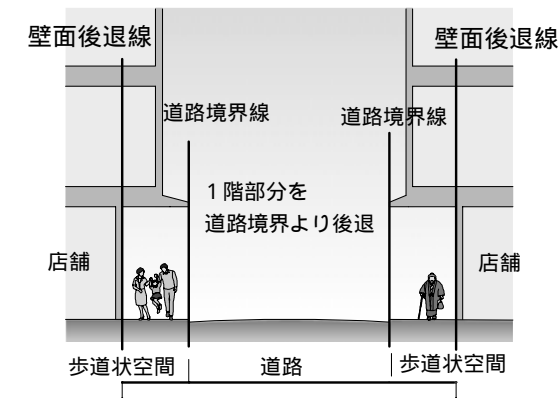 壁面後退線
壁面後退線
道路境界線
道路境界線
1階部分を
道路境界より後退
店舗
店舗
歩道状空間
道路
歩道状空間